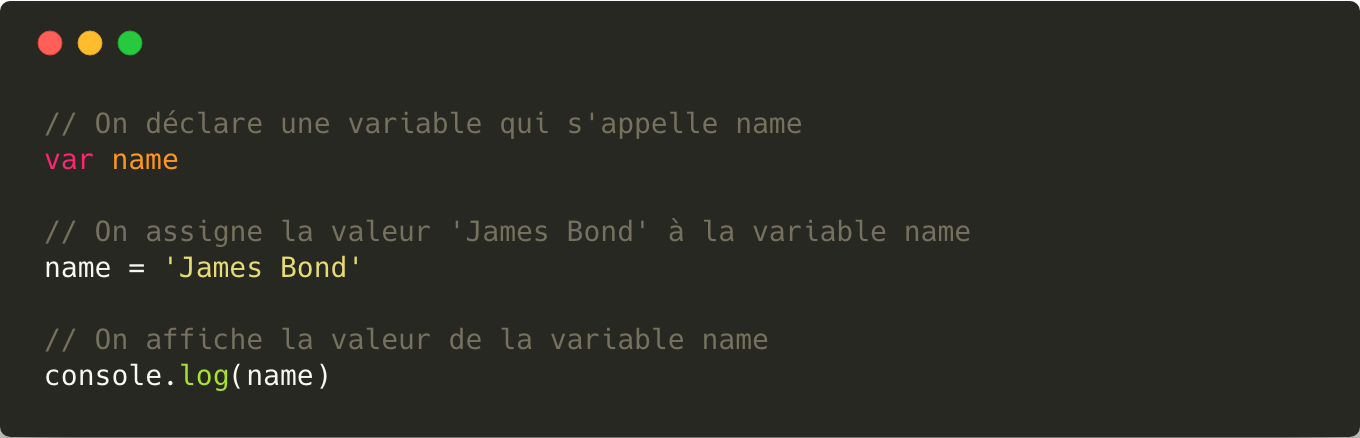 // On déclare une variable qui s'appelle name
var name
// On assigne la valeur 'James Bond' à la variable name
name = 'James Bond'
// On affiche la valeur de la variable name
console.log(name)